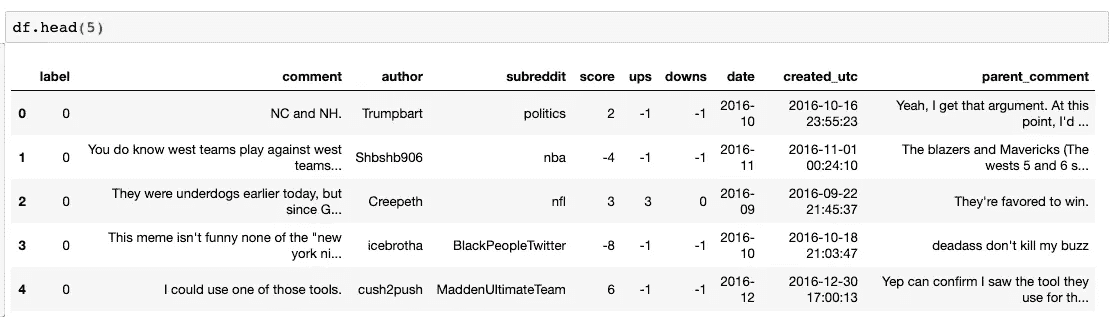 df.head(5)
label comment author subreddit score ups downs date created_utc parent_comment
0 0 NC and NH. Trumpbart politics 2 -1 -1 2016-10 2016-10-16 23:55:23 Yeah, I get that argument. At this point, I'd ...
1 0 You do know west teams play against west teams... Shbshb906 nba -4 -1 -1 2016-11 2016-11-01 00:24:10 The blazers and Mavericks (The wests 5 and 6 s...
2 0 They were underdogs earlier today, but since G... Creepeth nfl 3 3 0 2016-09 2016-09-22 21:45:37 They're favored to win.
3 0 This meme isn't funny none of the "new york ni... icebrotha BlackPeopleTwitter -8 -1 -1 2016-10 2016-10-18 21:03:47 deadass don't kill my buzz
4 0 I could use one of those tools. cush2push MaddenUltimateTeam 6 -1 -1 2016-12 2016-12-30 17:00:13 Yep can confirm I saw the tool they use for th...